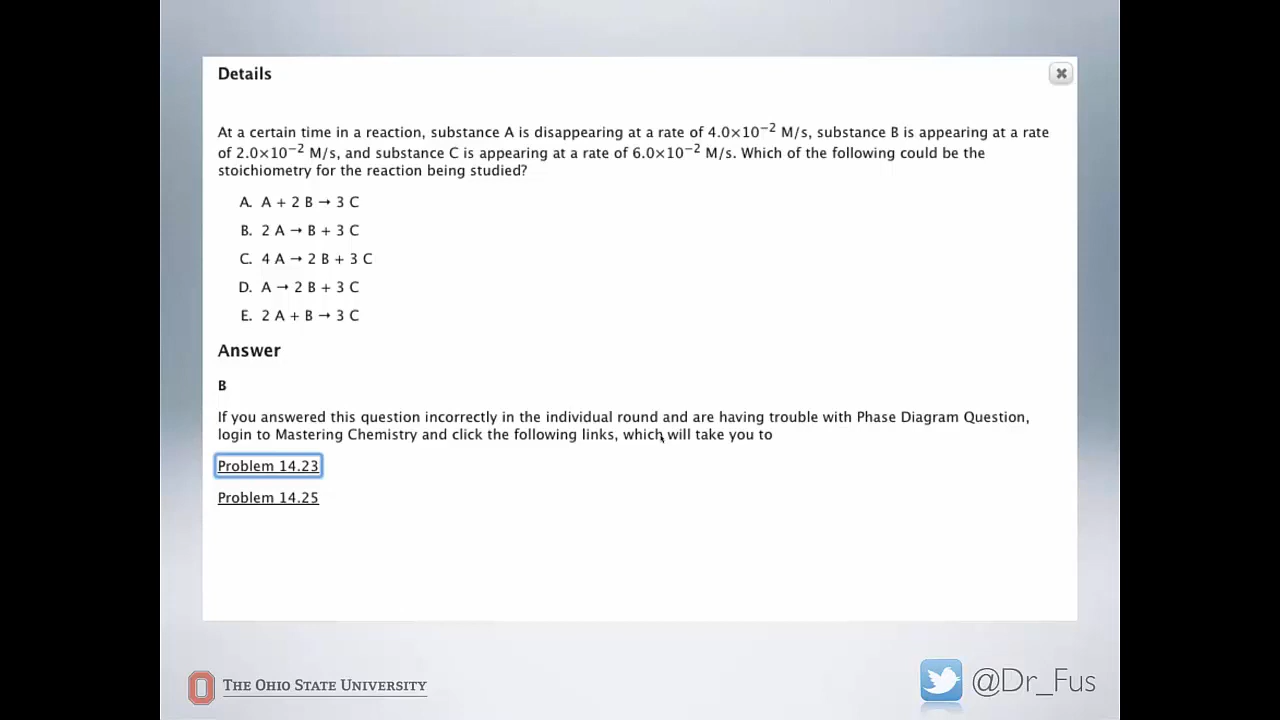 Details
At a certain time in a reaction, substance A is disappearing at a rate of 4.0×10⁻² M/s, substance B is appearing at a rate
of 2.0×10⁻² M/s, and substance C is appearing at a rate of 6.0×10⁻² M/s. Which of the following could be the
stoichiometry for the reaction being studied?
A. A + 2 B → 3 C
B. 2 A → B + 3 C
C. 4 A → 2 B + 3 C
D. A → 2 B + 3 C
E. 2 A + B → 3 C
Answer
B
If you answered this question incorrectly in the individual round and are having trouble with Phase Diagram Question,
login to Mastering Chemistry and click the following links, which will take you to
Problem 14.23
Problem 14.25
THE OHIO STATE UNIVERSITY
@Dr_Fus